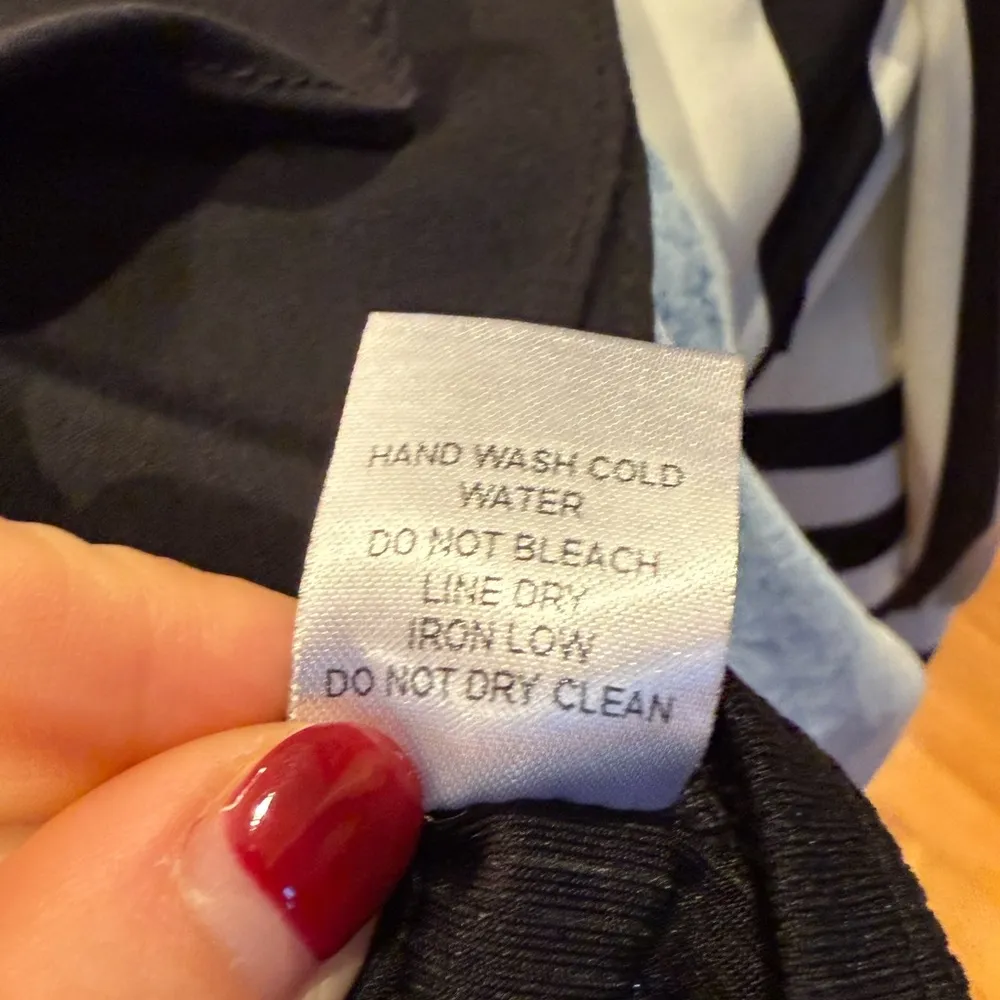 HAND WASH COLD
WATER
DO NOT BLEACH
LINE DRY
IRON LOW
DO NOT DRY CLEAN